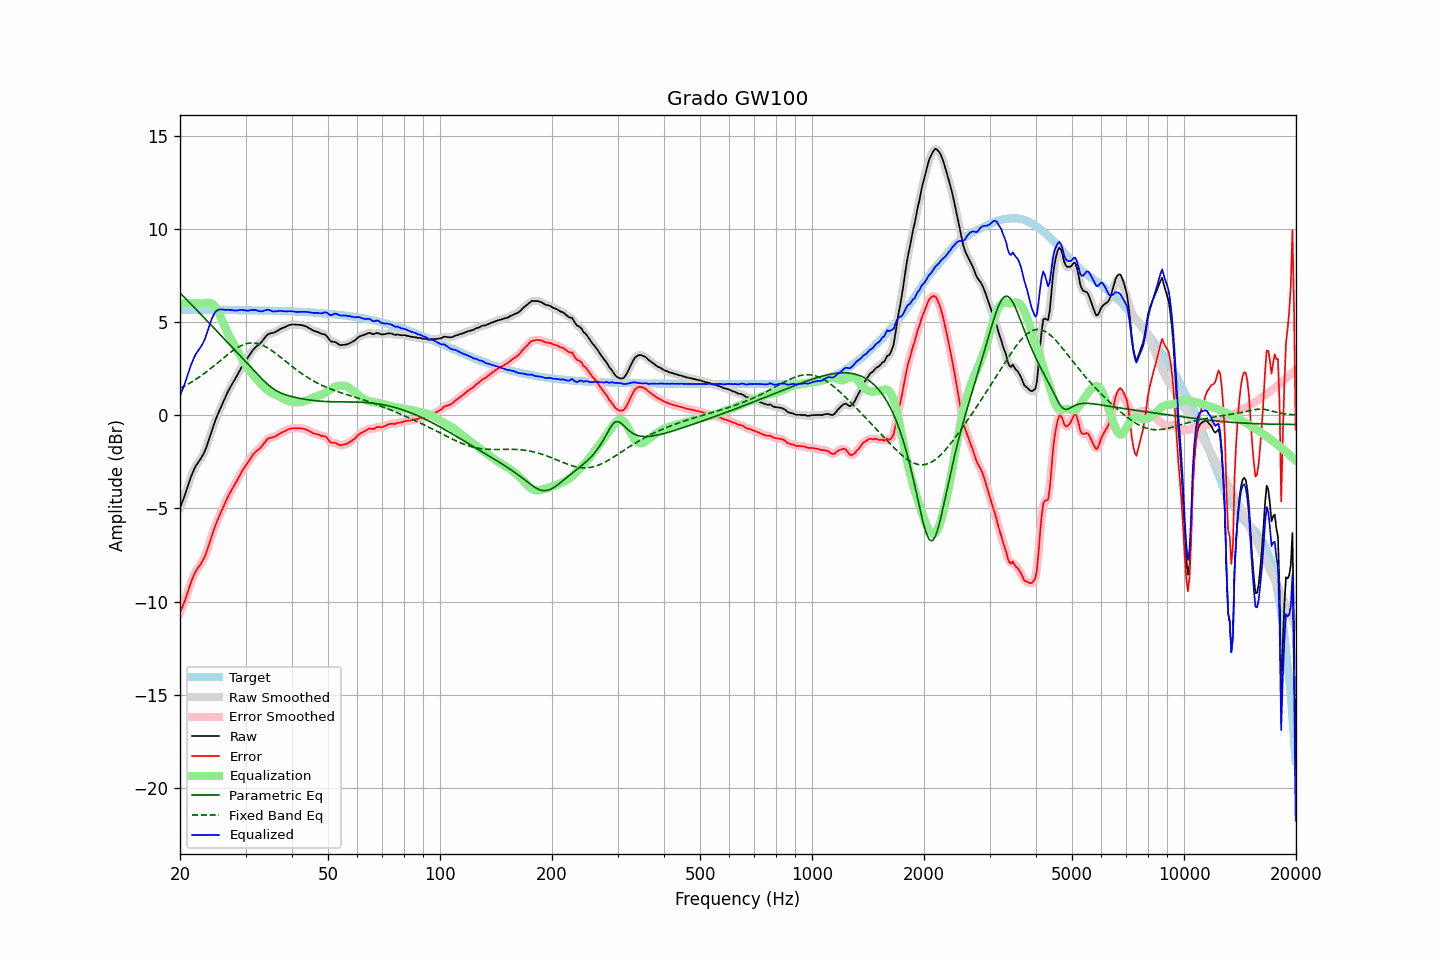 Grado GW100
15
10
5
0
−5
−10
−15
−20
Amplitude (dBr)
Target
Raw Smoothed
Error Smoothed
Raw
Error
Equalization
Parametric Eq
Fixed Band Eq
Equalized
20
50
100
200
500
1000
2000
5000
10000
20000
Frequency (Hz)